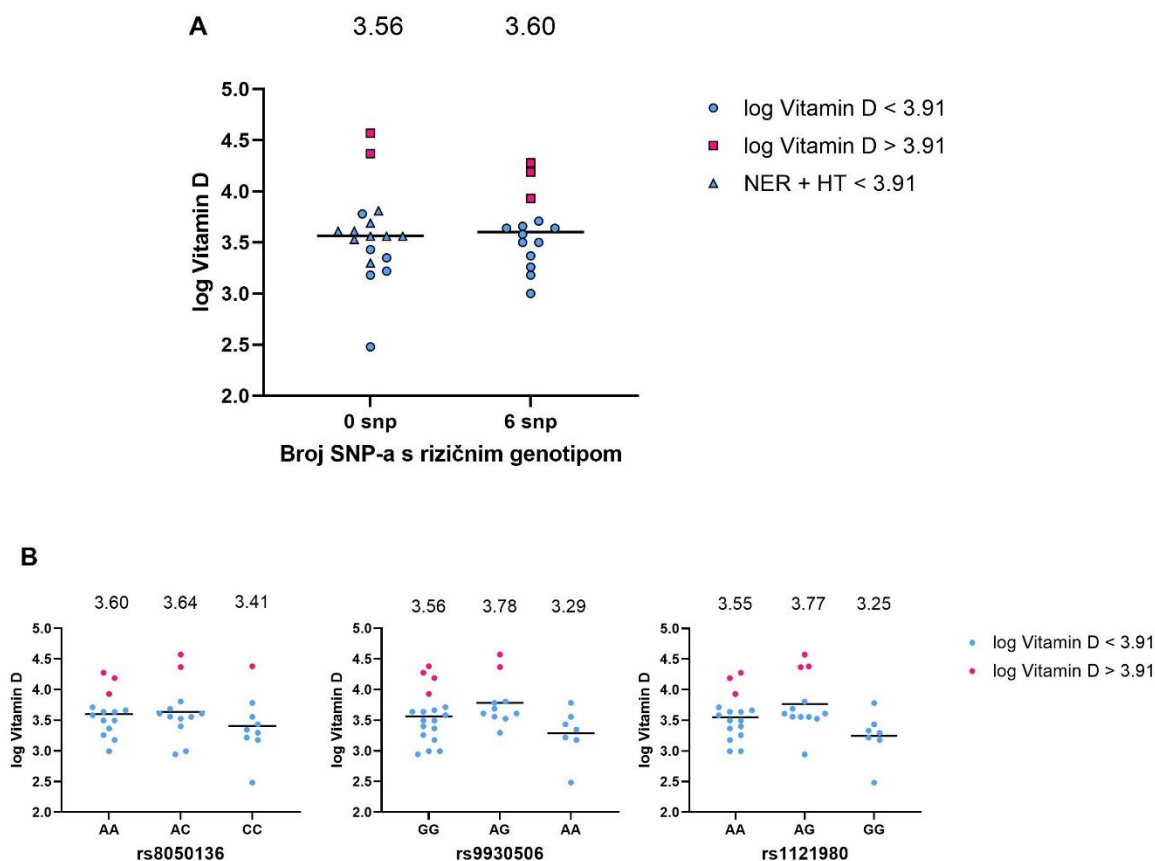 A
3.56 3.60
5.0
4.5
4.0
3.5
3.0
2.5
2.0
log Vitamin D
0 snp 6 snp
Broj SNP-a s rizičnim genotipom
log Vitamin D < 3.91
log Vitamin D > 3.91
NER + HT < 3.91
B
3.60 3.64 3.41
5.0
4.5
4.0
3.5
3.0
2.5
2.0
log Vitamin D
AA AC CC
rs8050136
3.56 3.78 3.29
5.0
4.5
4.0
3.5
3.0
2.5
2.0
log Vitamin D
GG AG AA
rs9930506
3.55 3.77 3.25
5.0
4.5
4.0
3.5
3.0
2.5
2.0
log Vitamin D
AA AG GG
rs1121980
log Vitamin D < 3.91
log Vitamin D > 3.91